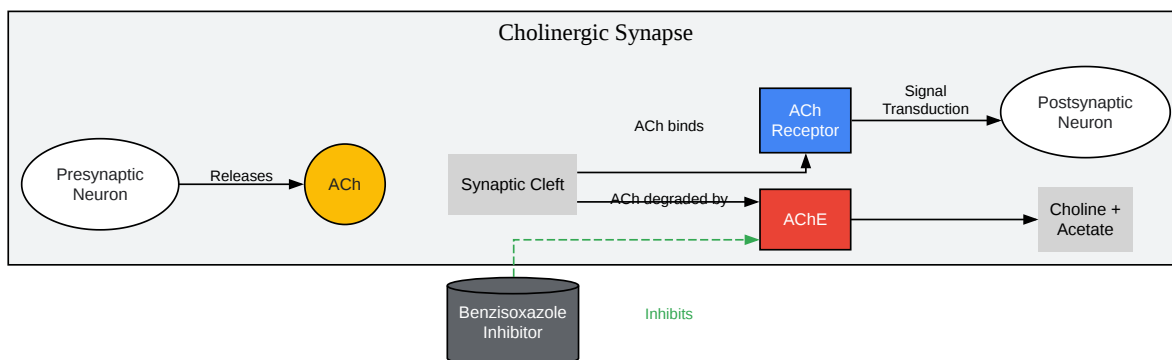 Cholinergic Synapse
Presynaptic
Neuron
Releases
ACh
Synaptic Cleft
ACh binds
ACh
Receptor
Signal
Transduction
Postsynaptic
Neuron
ACh degraded by
AChE
Choline +
Acetate
Benzisoxazole
Inhibitor
Inhibits